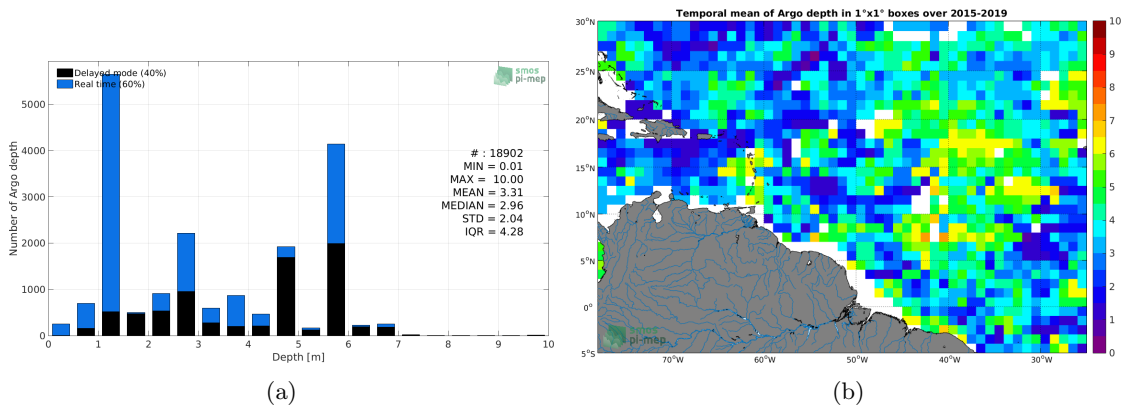 Delayed mode (40%)
Real time (60%)
smos
pi-mep
# : 18902
MIN = 0.01
MAX = 10.00
MEAN = 3.31
MEDIAN = 2.96
STD = 2.04
IQR = 4.28
Number of Argo depth
5000
4000
3000
2000
1000
0
0 1 2 3 4 5 6 7 8 9 10
Depth [m]
(a)
Temporal mean of Argo depth in 1°x1° boxes over 2015-2019
30°N
25°N
20°N
15°N
10°N
5°N
0°
5°S
70°W 60°W 50°W 40°W 30°W
smos
pi-mep
10
9
8
7
6
5
4
3
2
1
0
(b)